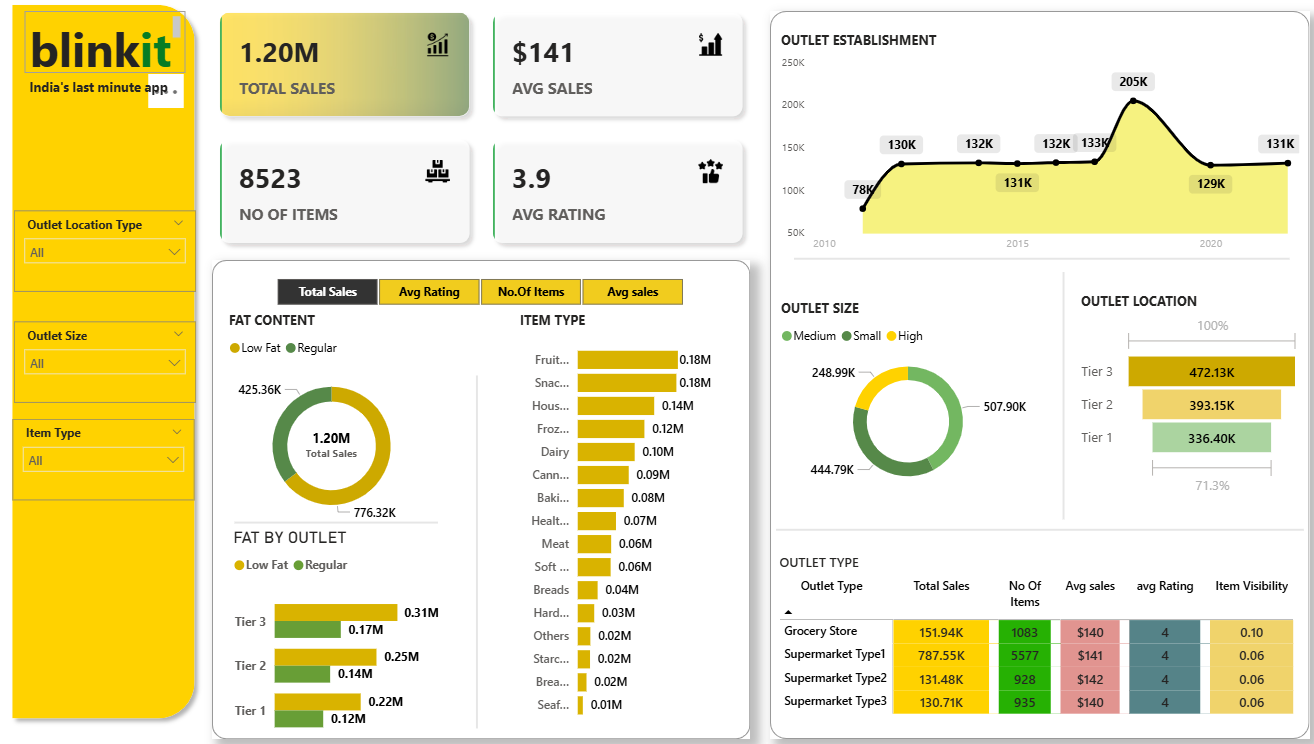 blinkit
India's last minute app
Outlet Location Type
All
Outlet Size
All
Item Type
All
1.20M
TOTAL SALES
$141
AVG SALES
8523
NO OF ITEMS
3.9
AVG RATING
Total Sales Avg Rating No.Of Items Avg sales
FAT CONTENT
Low Fat Regular
425.36K
1.20M
Total Sales
776.32K
FAT BY OUTLET
Low Fat Regular
Tier 3 0.31M
0.17M
Tier 2 0.25M
0.14M
Tier 1 0.22M
0.12M
ITEM TYPE
Fruit... 0.18M
Snac... 0.18M
Hous... 0.14M
Froz... 0.12M
Dairy 0.10M
Cann... 0.09M
Baki... 0.08M
Healt... 0.07M
Meat 0.06M
Soft ... 0.06M
Breads 0.04M
Hard... 0.03M
Others 0.02M
Starc... 0.02M
Brea... 0.02M
Seaf... 0.01M
OUTLET ESTABLISHMENT
250K
200K
150K
100K
50K
78K 130K 132K 131K 132K 133K 205K 129K 131K
2010 2015 2020
OUTLET SIZE
Medium Small High
248.99K
507.90K
444.79K
OUTLET LOCATION
100%
Tier 3 472.13K
Tier 2 393.15K
Tier 1 336.40K
71.3%
OUTLET TYPE
Outlet Type Total Sales No Of Items Avg sales avg Rating Item Visibility
Grocery Store 151.94K 1083 $140 4 0.10
Supermarket Type1 787.55K 5577 $141 4 0.06
Supermarket Type2 131.48K 928 $142 4 0.06
Supermarket Type3 130.71K 935 $140 4 0.06